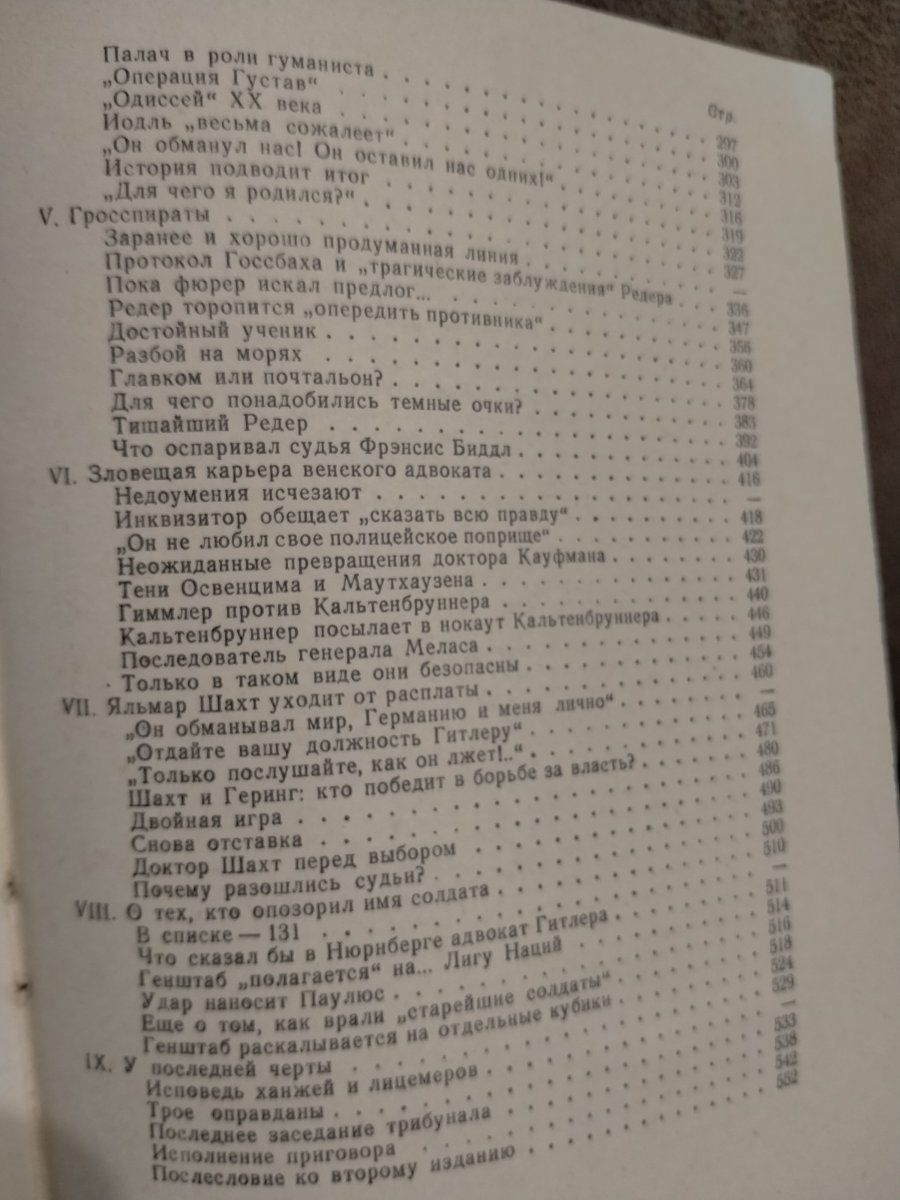 Стр.
Палач в роли гуманиста . . . 297
„Операция Густав“ . . . 300
„Одиссей“ XX века . . . 303
Иодль „весьма сожалеет“ . . . 312
„Он обманул нас! Он оставил нас одних!“ . . . 316
История подводит итог . . . 319
„Для чего я родился?“ . . . 322
V. Гросспираты . . . 327
Заранее и хорошо продуманная линия . . . —
Протокол Госсбаха и „трагические заблуждения“ Редера . . . 336
Пока фюрер искал предлог... . . . 347
Редер торопится „опередить противника“ . . . 356
Достойный ученик . . . 360
Разбой на морях . . . 364
Главком или почтальон? . . . 378
Для чего понадобились темные очки? . . . 383
Тишайший Редер . . . 392
Что оспаривал судья Фрэнсис Биддл . . . 404
VI. Зловещая карьера венского адвоката . . . 416
Недоумения исчезают . . . —
Инквизитор обещает „сказать всю правду“ . . . 418
„Он не любил свое полицейское поприще“ . . . 422
Неожиданные превращения доктора Кауфмана . . . 430
Тени Освенцима и Маутхаузена . . . 431
Гиммлер против Кальтенбруннера . . . 440
Кальтенбруннер посылает в нокаут Кальтенбруннера . . . 446
Последователь генерала Меласа . . . 449
Только в таком виде они безопасны . . . 454
VII. Яльмар Шахт уходит от расплаты . . . 460
„Он обманывал мир, Германию и меня лично“ . . . —
„Отдайте вашу должность Гитлеру“ . . . 465
„Только послушайте, как он лжет!..“ . . . 471
Шахт и Геринг: кто победит в борьбе за власть? . . . 480
Двойная игра . . . 486
Снова отставка . . . 490
Доктор Шахт перед выбором . . . 493
Почему разошлись судьи? . . . 500
VIII. О тех, кто опозорил имя солдата . . . 510
В списке — 131 . . . —
Что сказал бы в Нюрнберге адвокат Гитлера . . . 511
Генштаб „полагается“ на... Лигу Наций . . . 514
Удар наносит Паулюс . . . 516
Еще о том, как врали „старейшие солдаты“ . . . 518
Генштаб раскалывается на отдельные кубики . . . 524
IX. У последней черты . . . 529
Исповедь ханжей и лицемеров . . . —
Трое оправданы . . . 533
Последнее заседание трибунала . . . 538
Исполнение приговора . . . 542
Послесловие ко второму изданию . . . 552